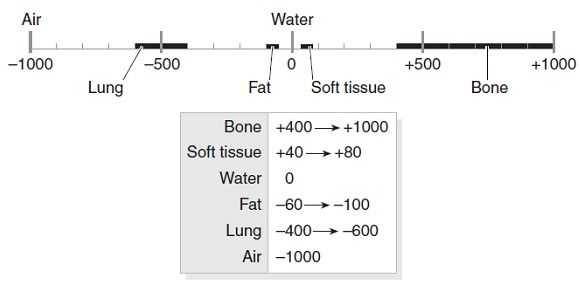 Air Water
−1000 −500 0 +500 +1000
Lung Fat Soft tissue Bone
Bone +400 → +1000
Soft tissue +40 → +80
Water 0
Fat −60 → −100
Lung −400 → −600
Air −1000